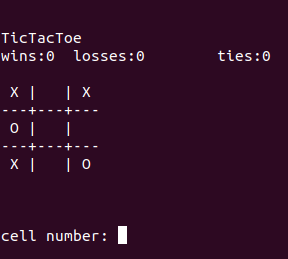 TicTacToe
wins:0  losses:0        ties:0
 X |   | X
---+---+---
 O |   |
---+---+---
 X |   | O
cell number: